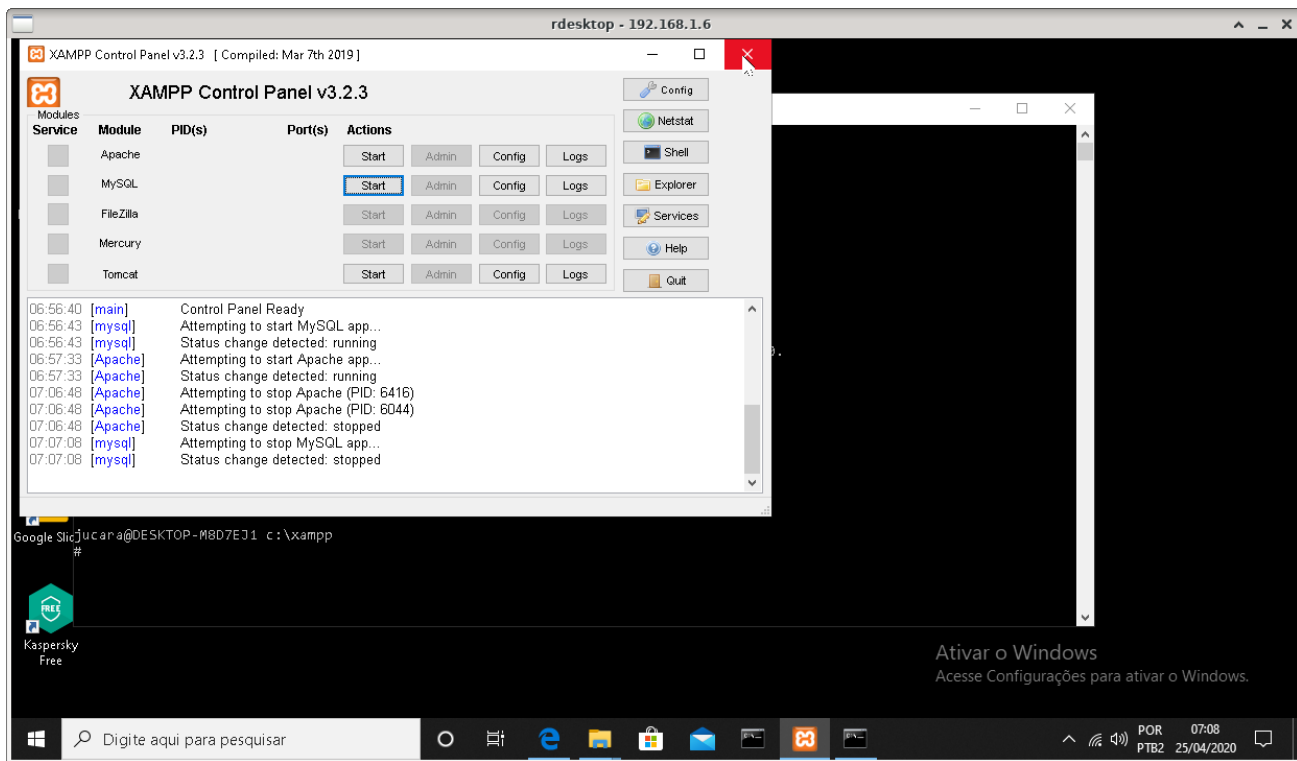 rdesktop - 192.168.1.6
XAMPP Control Panel v3.2.3 [ Compiled: Mar 7th 2019 ]
XAMPP Control Panel v3.2.3
Config
Modules
Netstat
Service Module PID(s) Port(s) Actions
Apache Start Admin Config Logs
Shell
MySQL Start Admin Config Logs
Explorer
FileZilla Start Admin Config Logs
Services
Mercury Start Admin Config Logs
Help
Tomcat Start Admin Config Logs
Quit
06:56:40 [main] Control Panel Ready
06:56:43 [mysql] Attempting to start MySQL app...
06:56:43 [mysql] Status change detected: running
06:57:33 [Apache] Attempting to start Apache app...
06:57:33 [Apache] Status change detected: running
07:06:48 [Apache] Attempting to stop Apache (PID: 6416)
07:06:48 [Apache] Attempting to stop Apache (PID: 6044)
07:06:48 [Apache] Status change detected: stopped
07:07:08 [mysql] Attempting to stop MySQL app...
07:07:08 [mysql] Status change detected: stopped
Google Slid
jucara@DESKTOP-M8D7EJ1 c:\xampp
#
FREE
Kaspersky
Free
Ativar o Windows
Acesse Configurações para ativar o Windows.
Digite aqui para pesquisar
POR 07:08
PTB2 25/04/2020